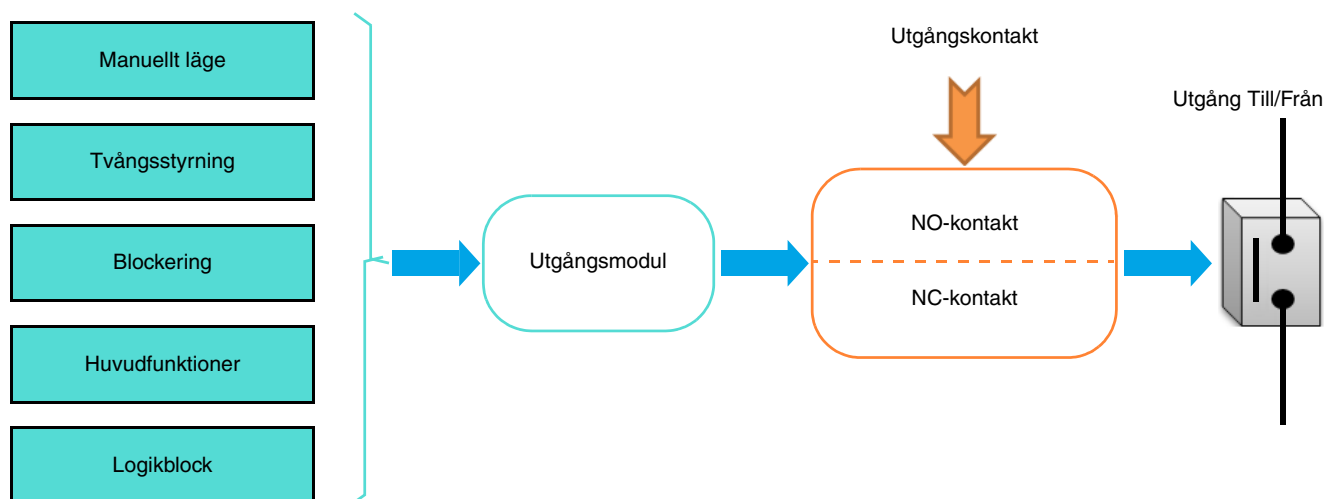 Manuellt läge
Tvångsstyrning
Blockering
Huvudfunktioner
Logikblock
Utgångsmodul
Utgångskontakt
NO-kontakt
NC-kontakt
Utgång Till/Från